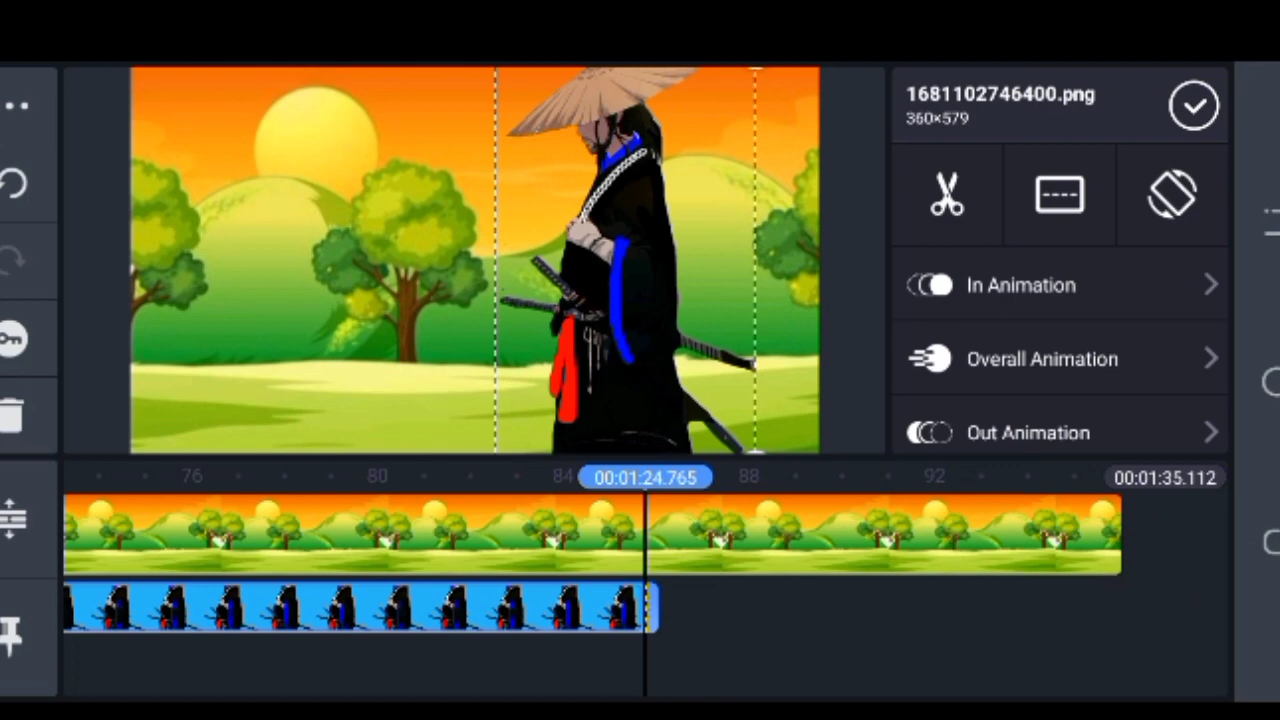 1681102746400.png
360×579
In Animation
Overall Animation
Out Animation
76 80 84 00:01:24.765 88 92 00:01:35.112